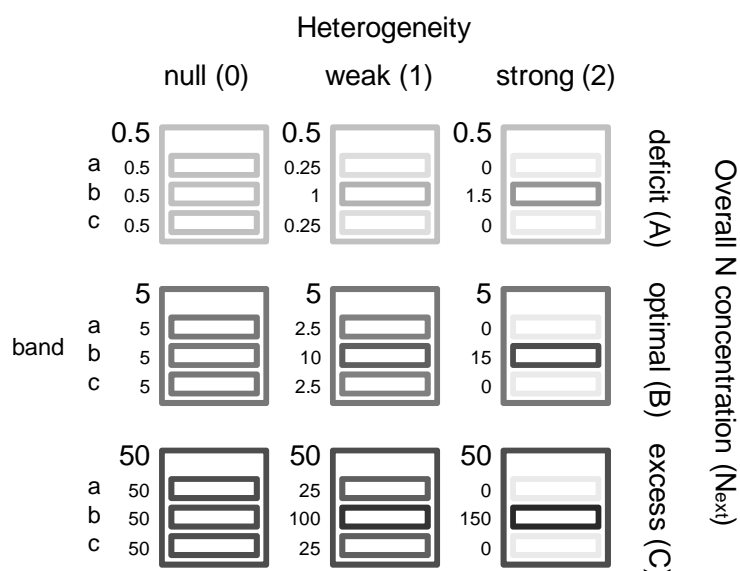 Heterogeneity
null (0) weak (1) strong (2)
0.5 0.5 0.5
a 0.5 0.25 0
b 0.5 1 1.5
c 0.5 0.25 0
deficit (A)
5 5 5
a 5 2.5 0
band b 5 10 15
c 5 2.5 0
optimal (B)
50 50 50
a 50 25 0
b 50 100 150
c 50 25 0
excess (C)
Overall N concentration (Next)